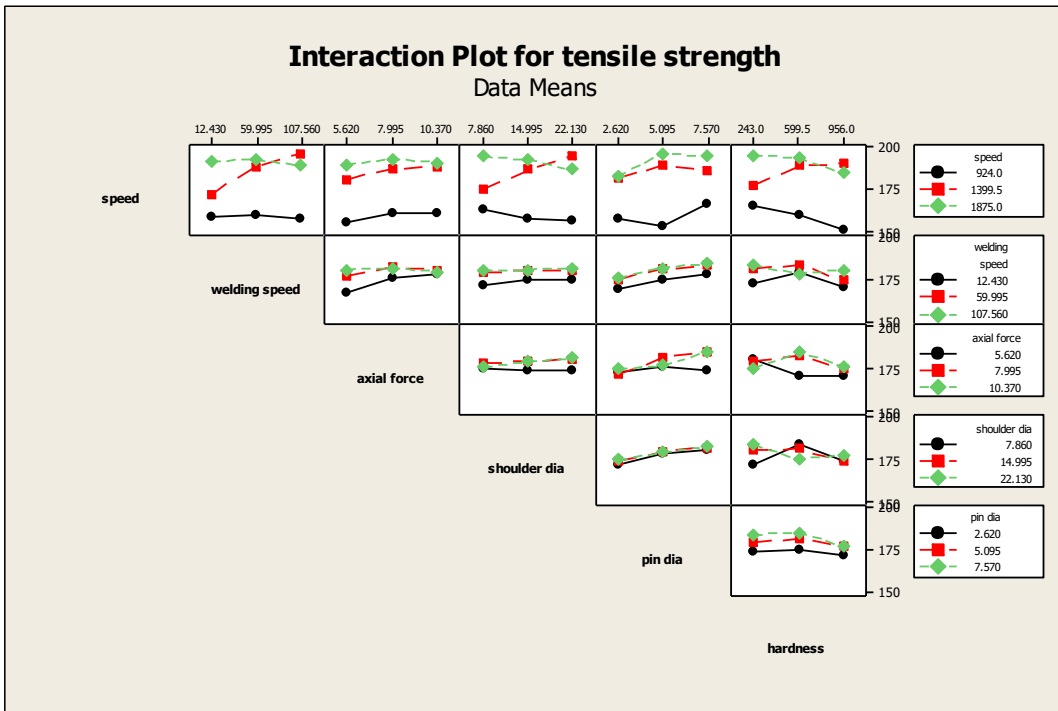 Interaction Plot for tensile strength
Data Means
12.430 59.995 107.560 5.620 7.995 10.370 7.860 14.995 22.130 2.620 5.095 7.570 243.0 599.5 956.0
speed
200
175
150
speed
924.0
1399.5
1875.0
welding speed
200
175
150
welding
speed
12.430
59.995
107.560
axial force
200
175
150
axial force
5.620
7.995
10.370
shoulder dia
200
175
150
shoulder dia
7.860
14.995
22.130
pin dia
200
175
150
pin dia
2.620
5.095
7.570
hardness